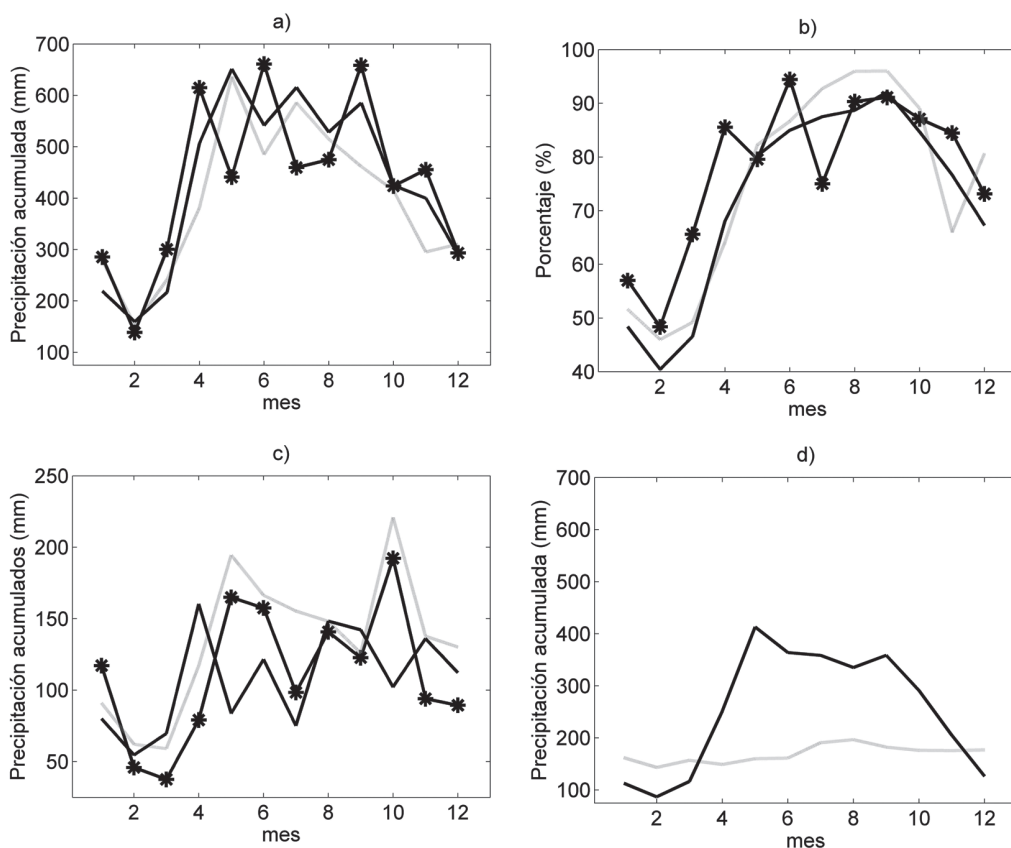 a)
Precipitación acumulada (mm)
700
600
500
400
300
200
100
2 4 6 8 10 12
mes
b)
Porcentaje (%)
100
90
80
70
60
50
40
2 4 6 8 10 12
mes
c)
Precipitación acumulados (mm)
250
200
150
100
50
2 4 6 8 10 12
mes
d)
Precipitación acumulada (mm)
700
600
500
400
300
200
100
2 4 6 8 10 12
mes